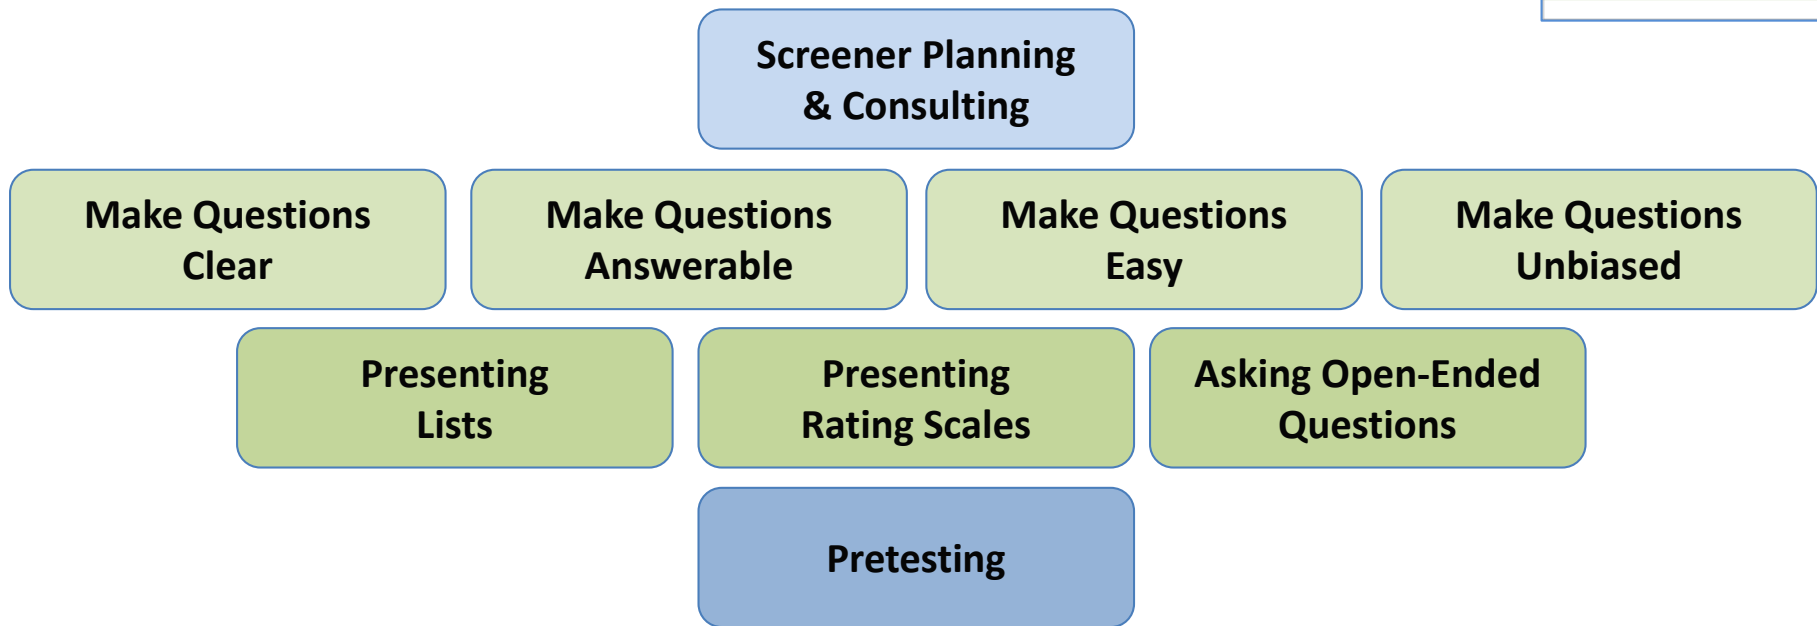 Screener Planning
& Consulting
Make Questions
Clear
Make Questions
Answerable
Make Questions
Easy
Make Questions
Unbiased
Presenting
Lists
Presenting
Rating Scales
Asking Open-Ended
Questions
Pretesting